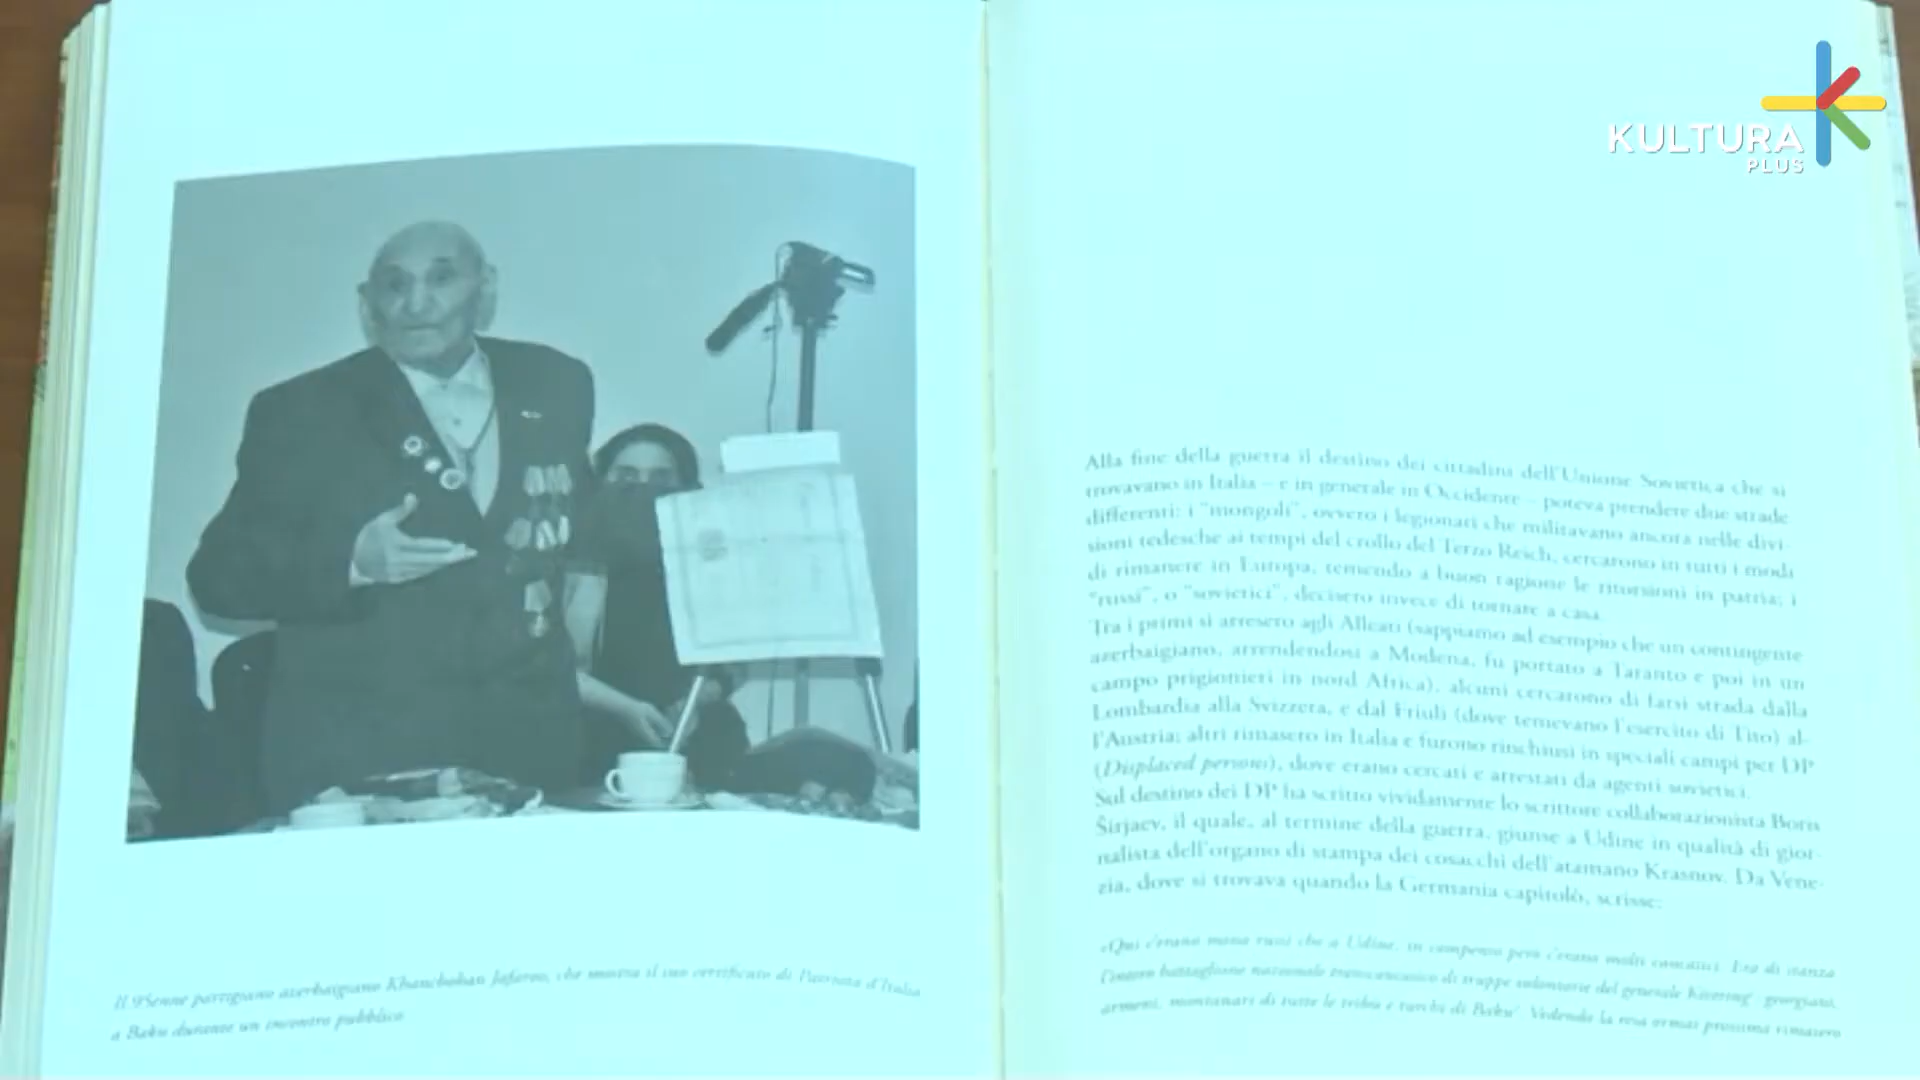 KULTURA
PLUS
Il 95enne partigiano azerbaigiano Khanbaban Jafarov, che mostra il suo certificato di Patriota d'Italia
a Baku durante un incontro pubblico
Alla fine della guerra il destino dei cittadini dell'Unione Sovietica che si
trovavano in Italia – e in generale in Occidente – poteva prendere due strade
differenti: i "mongoli", ovvero i legionari che militavano ancora nelle divi-
sioni tedesche ai tempi del crollo del Terzo Reich, cercarono in tutti i modi
di rimanere in Europa, temendo a buon ragione le ritorsioni in patria; i
"russi", o "sovietici", decisero invece di tornare a casa.
Tra i primi si arresero agli Alleati (sappiamo ad esempio che un contingente
azerbaigiano, arrendendosi a Modena, fu portato a Taranto e poi in un
campo prigionieri in nord Africa), alcuni cercarono di farsi strada dalla
Lombardia alla Svizzera, e dal Friuli (dove temevano l'esercito di Tito) al-
l'Austria; altri rimasero in Italia e furono rinchiusi in speciali campi per DP
(Displaced persons), dove erano cercati e arrestati da agenti sovietici.
Sul destino dei DP ha scritto vividamente lo scrittore collaborazionista Boris
Širjaev, il quale, al termine della guerra, giunse a Udine in qualità di gior-
nalista dell'organo di stampa dei cosacchi dell'atamano Krasnov. Da Vene-
zia, dove si trovava quando la Germania capitolò, scrisse:
«Qui c'erano meno russi che a Udine, in compenso però c'erano molti caucasici. Era di stanza
l'intero battaglione nazionale transcaucasico di truppe volontarie del generale georgiani,
armeni, montanari di tutte le tribù e turchi di Baku. Vedendo la resa ormai prossima rimasero